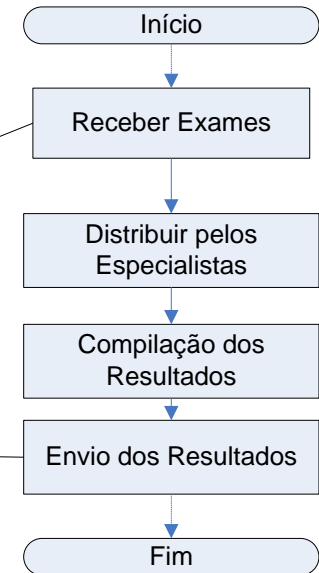 Início
Receber Exames
Distribuir pelos
Especialistas
Compilação dos
Resultados
Envio dos Resultados
Fim